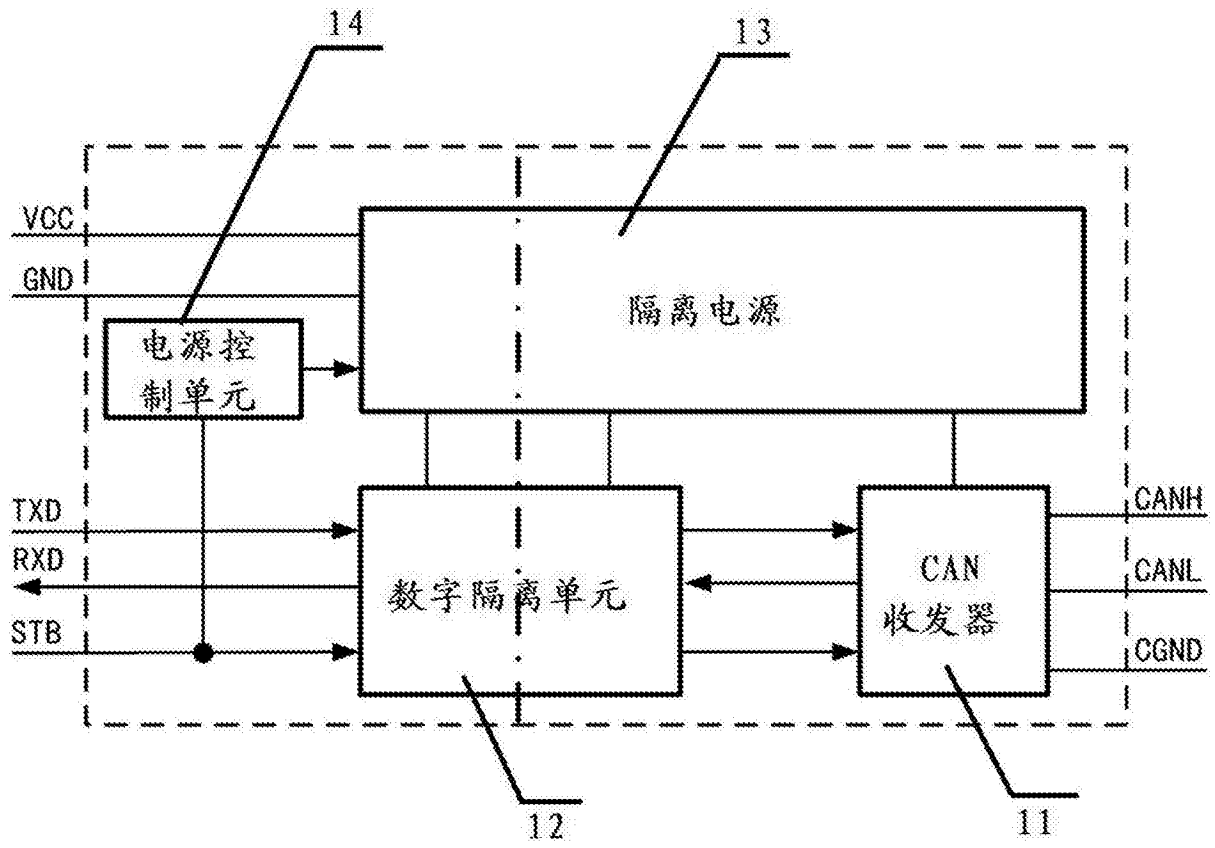 14
13
VCC
GND
隔离电源
电源控
制单元
TXD
RXD
STB
数字隔离单元
CAN
收发器
CANH
CANL
CGND
12
11